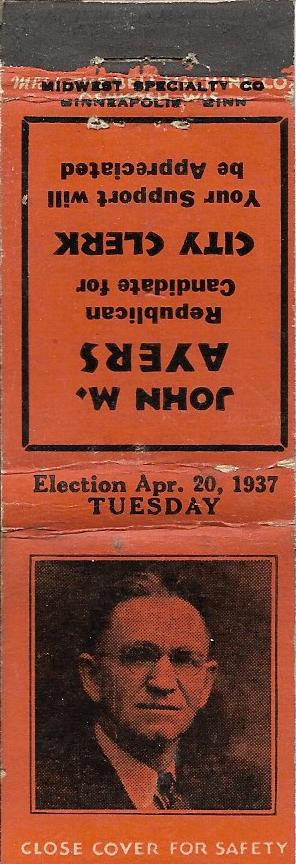 MIDWEST SPECIALTY CO
MINNEAPOLIS, MINN
JOHN M.
AYERS
Republican
Candidate for
CITY CLERK
Your Support will
be Appreciated
Election Apr. 20, 1937
TUESDAY
CLOSE COVER FOR SAFETY